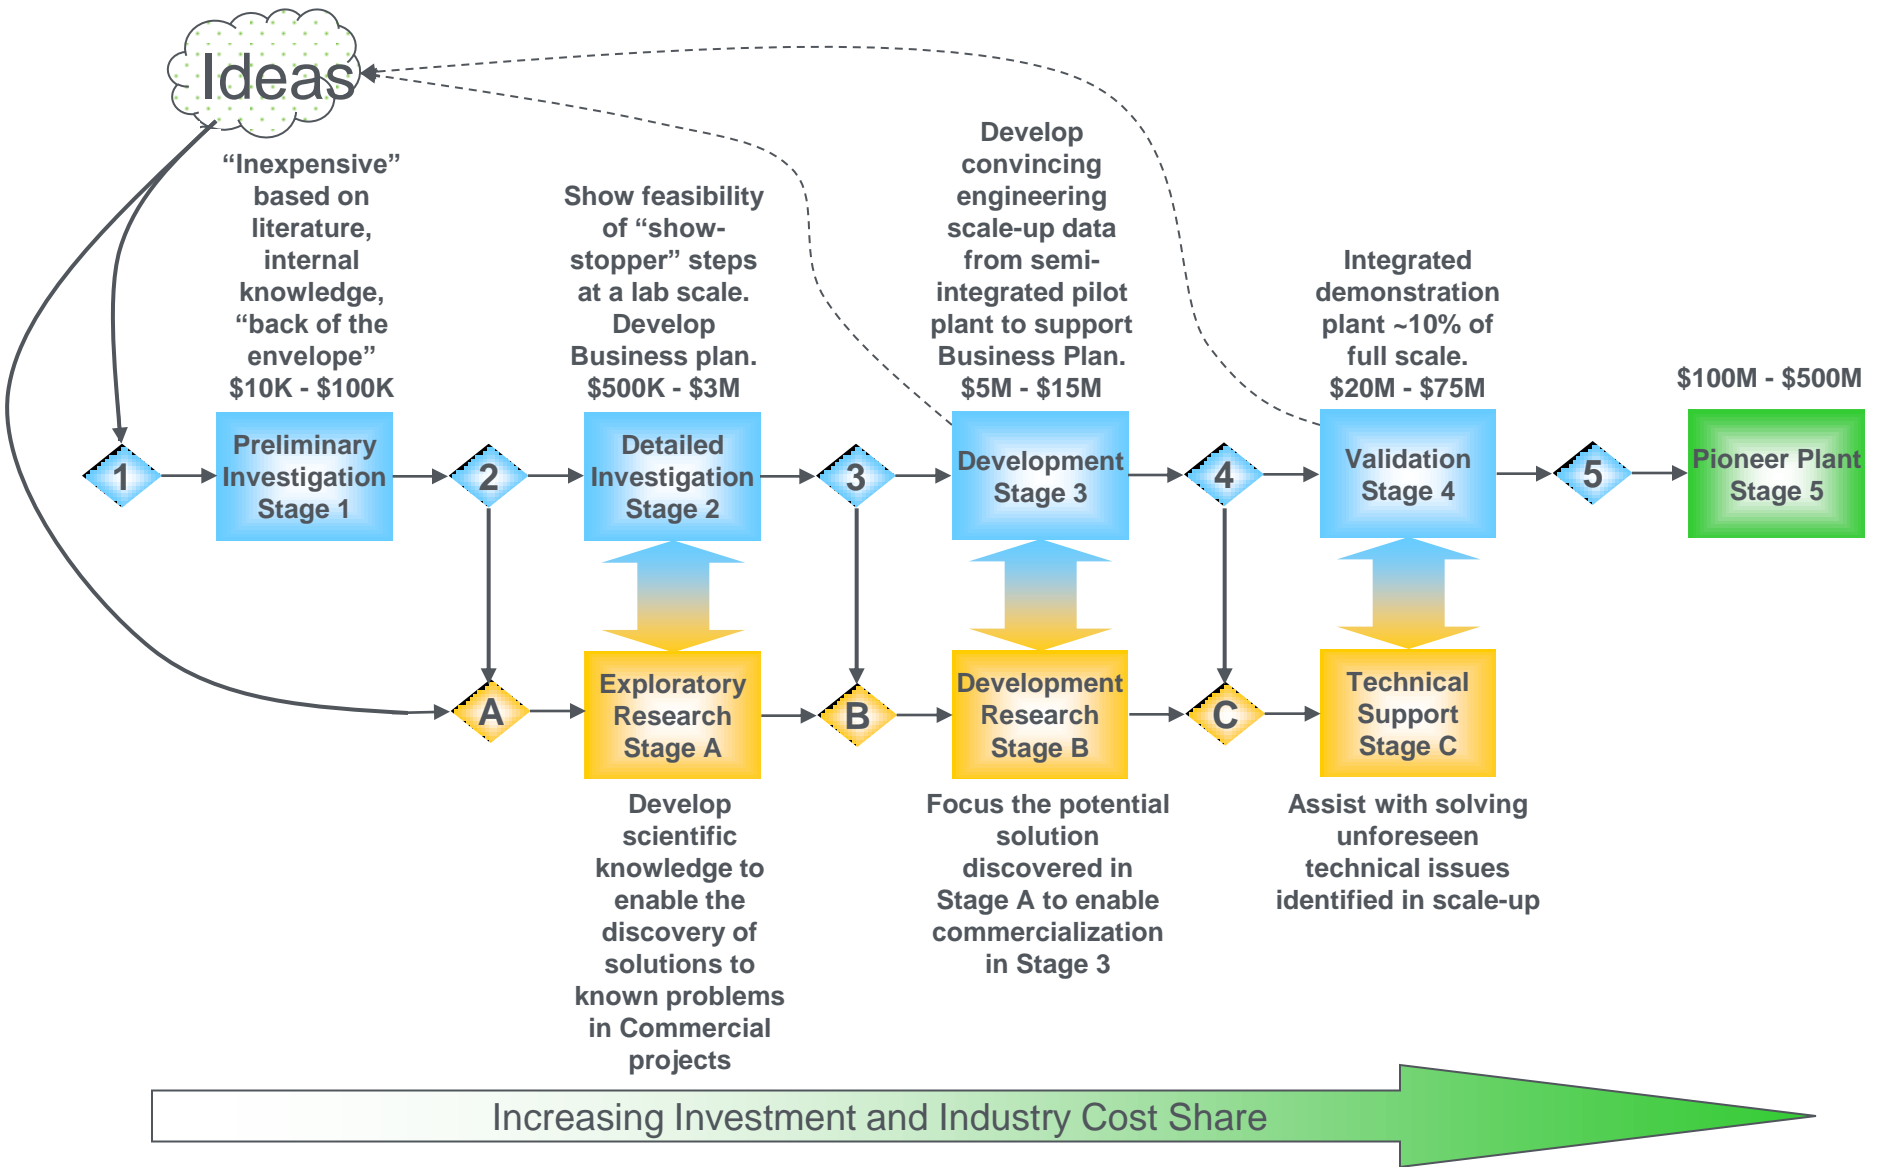 Ideas
“Inexpensive”
based on
literature,
internal
knowledge,
“back of the
envelope”
$10K - $100K
Show feasibility
of “show-
stopper” steps
at a lab scale.
Develop
Business plan.
$500K - $3M
Develop
convincing
engineering
scale-up data
from semi-
integrated pilot
plant to support
Business Plan.
$5M - $15M
Integrated
demonstration
plant ~10% of
full scale.
$20M - $75M
$100M - $500M
1
Preliminary
Investigation
Stage 1
2
Detailed
Investigation
Stage 2
3
Development
Stage 3
4
Validation
Stage 4
5
Pioneer Plant
Stage 5
A
Exploratory
Research
Stage A
B
Development
Research
Stage B
C
Technical
Support
Stage C
Develop
scientific
knowledge to
enable the
discovery of
solutions to
known problems
in Commercial
projects
Focus the potential
solution
discovered in
Stage A to enable
commercialization
in Stage 3
Assist with solving
unforeseen
technical issues
identified in scale-up
Increasing Investment and Industry Cost Share